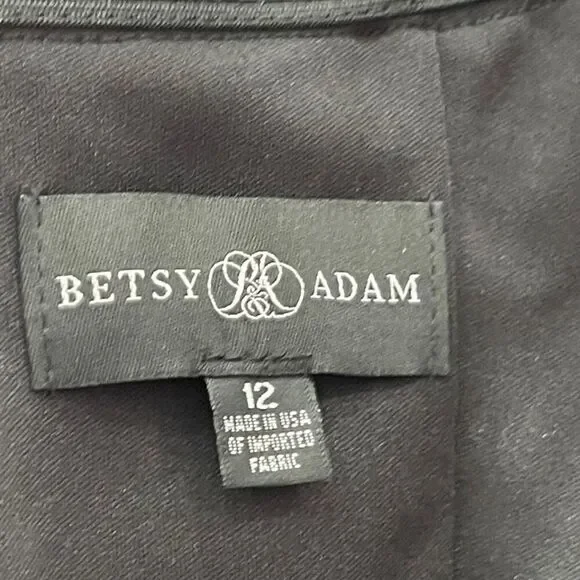 BETSY ADAM
12
MADE IN USA
OF IMPORTED
FABRIC